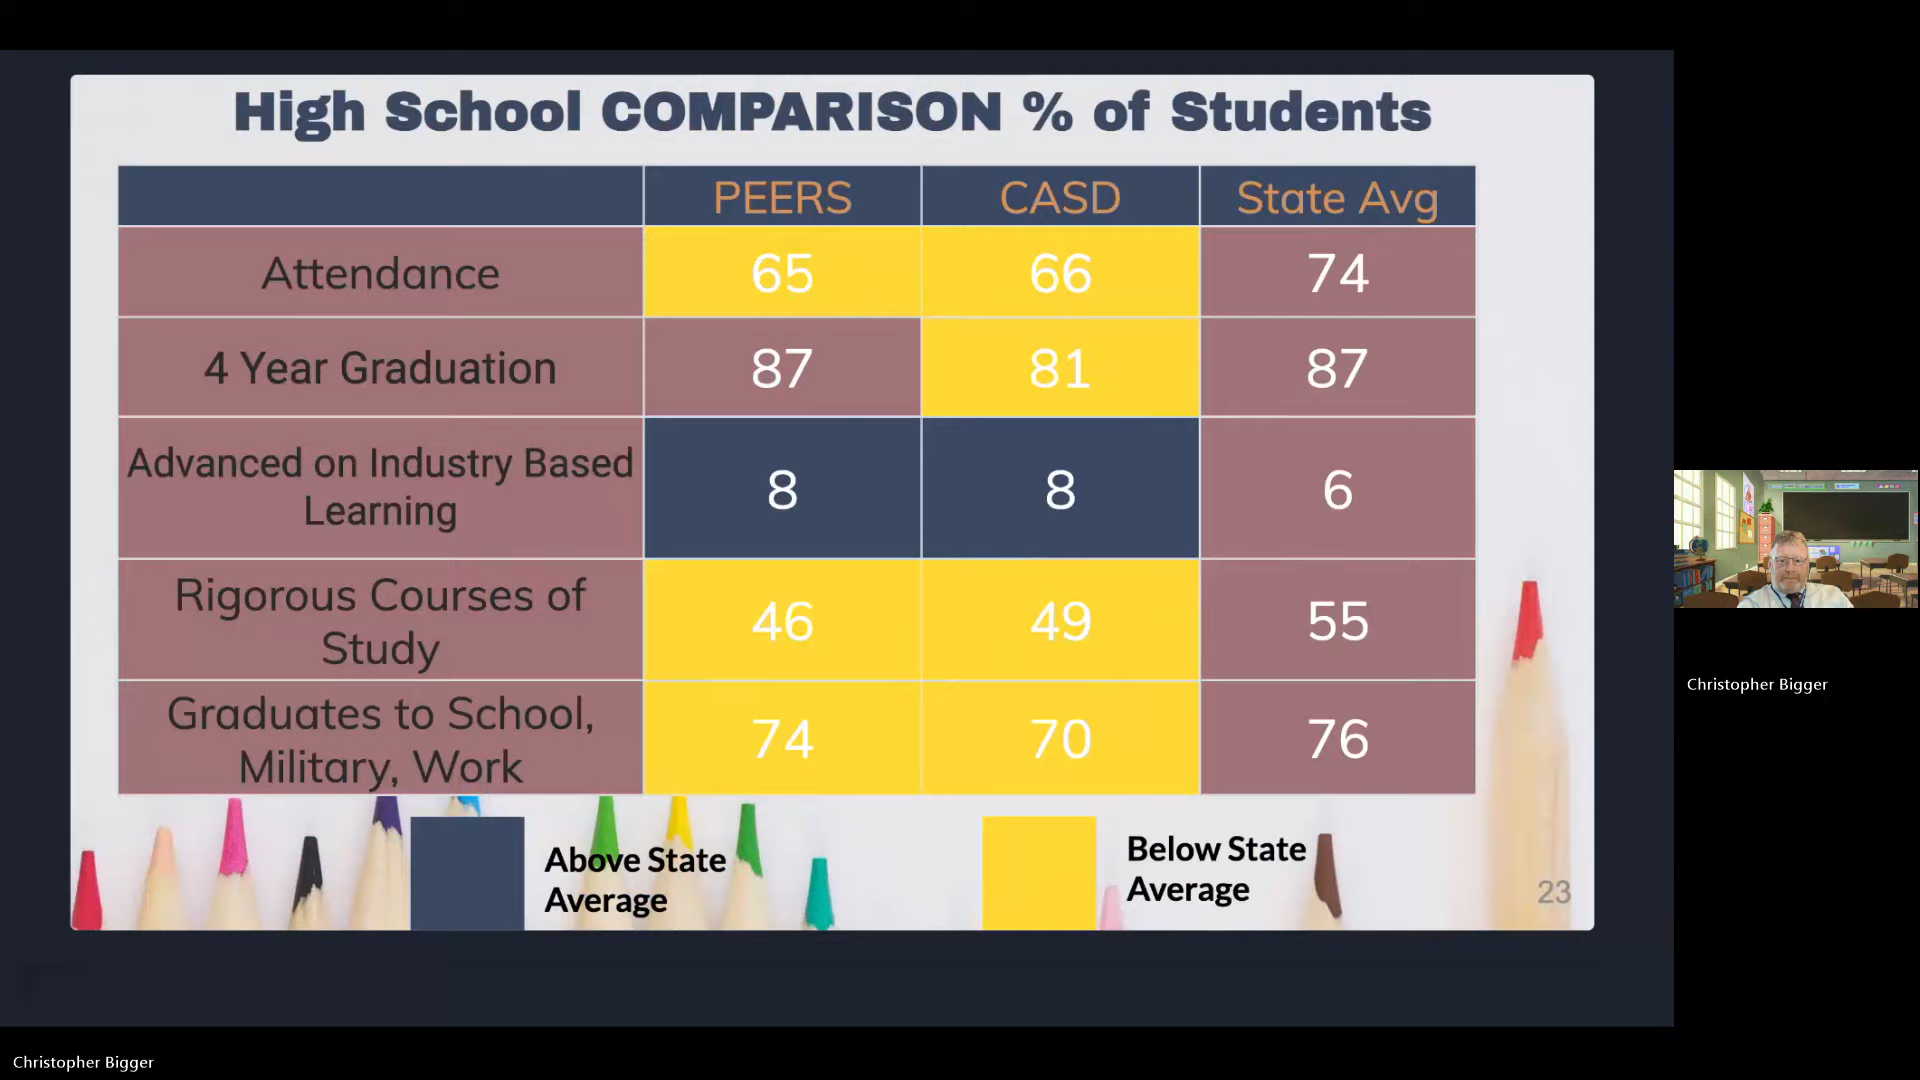 High School COMPARISON % of Students
PEERS CASD State Avg
Attendance 65 66 74
4 Year Graduation 87 81 87
Advanced on Industry Based
Learning 8 8 6
Rigorous Courses of
Study 46 49 55
Graduates to School,
Military, Work 74 70 76
Above State
Average
Below State
Average
23
Christopher Bigger
Christopher Bigger